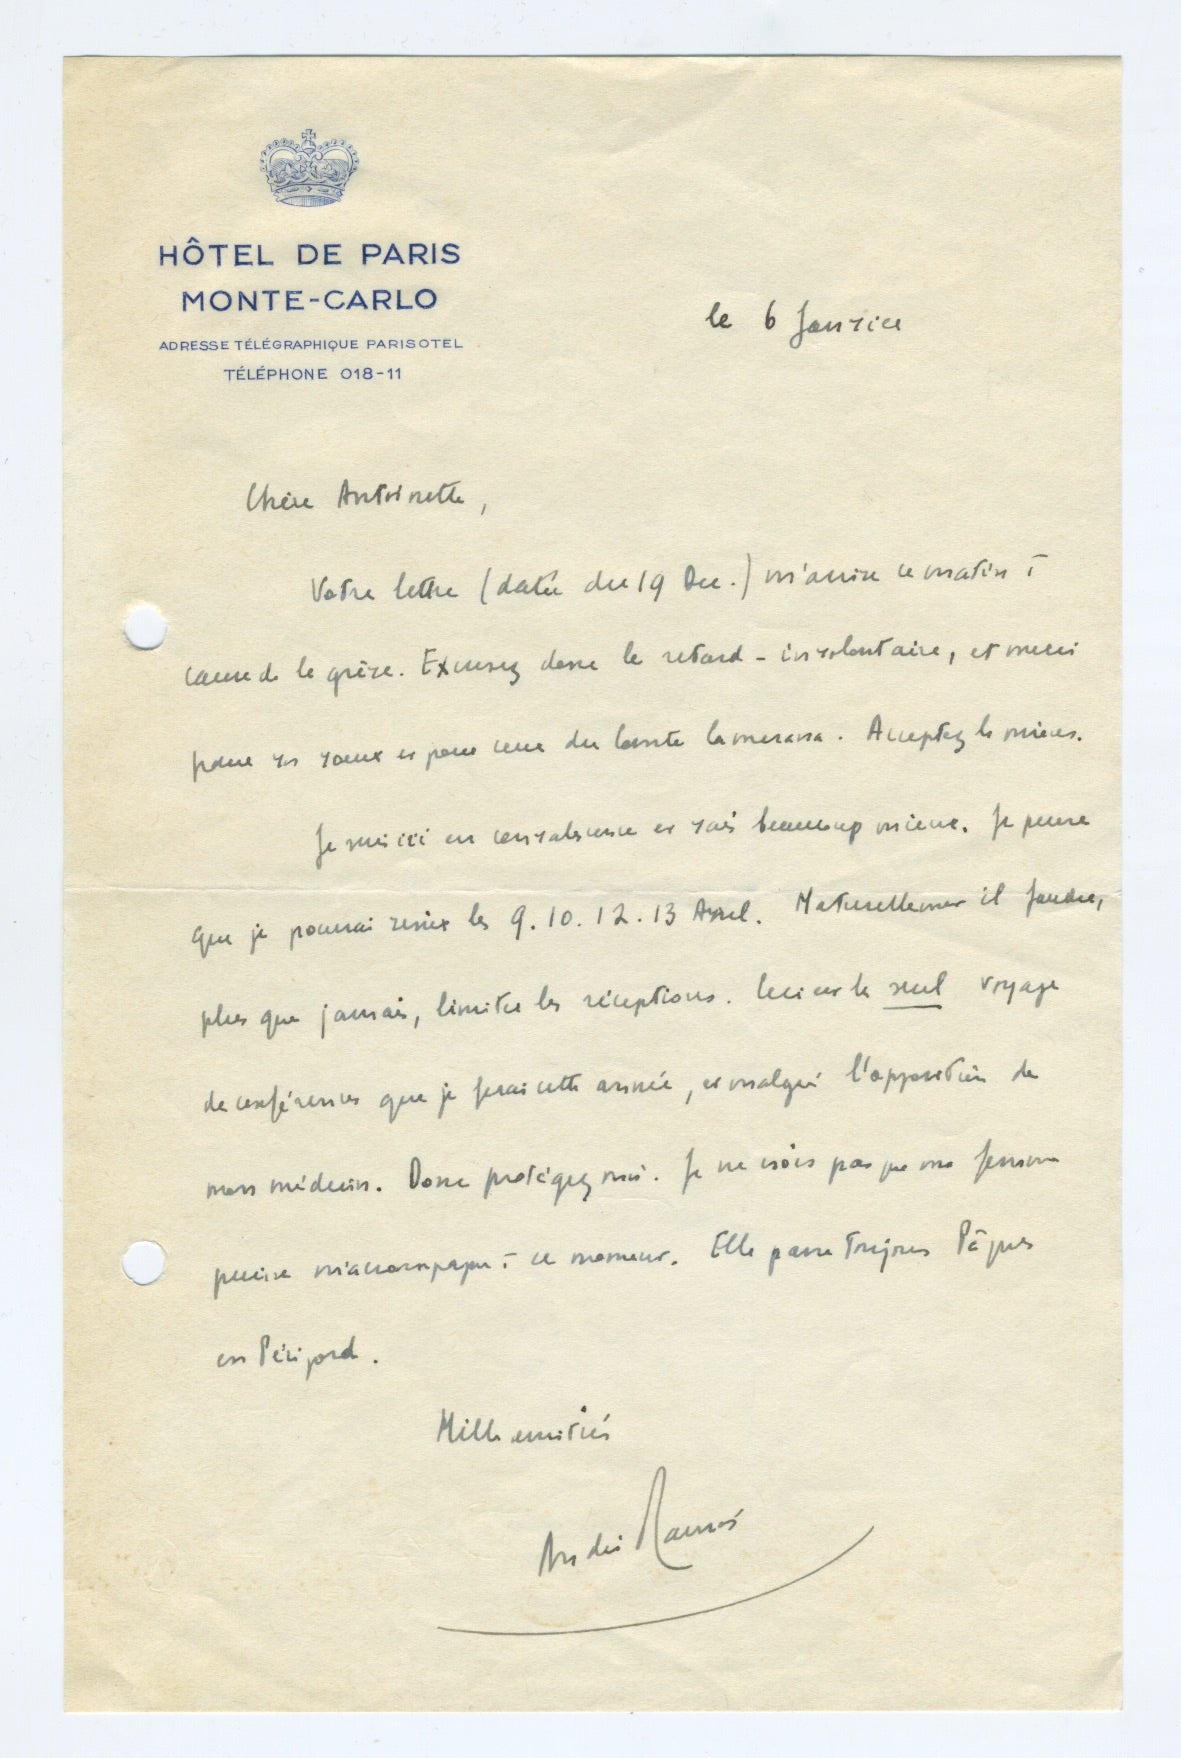 HÔTEL DE PARIS
MONTE-CARLO
ADRESSE TÉLÉGRAPHIQUE PARISOTEL
TÉLÉPHONE 018-11
le 6 Janvier
Chère Antoinette,
Votre lettre (datée du 19 Dec.) m'arrive ce matin à
cause de la grève. Excusez donc le retard - involontaire, et merci
pour vos voeux et pour ceux du Comte . Acceptez les miens.
Je suis ici en convalescence et vais beaucoup mieux. Je pense
que je pourrai venir les 9. 10. 12. 13 Avril. Naturellement il faudra,
plus que jamais, limiter les réceptions. Ceci est le seul voyage
de conférences que je ferai cette année, et malgré l'opposition de
mon médecin. Donc protégez moi. Je ne crois pas que ma femme
puisse m'accompagner à ce moment. Elle passe toujours Pâques
en Périgord.
Mille amitiés
André Maurois